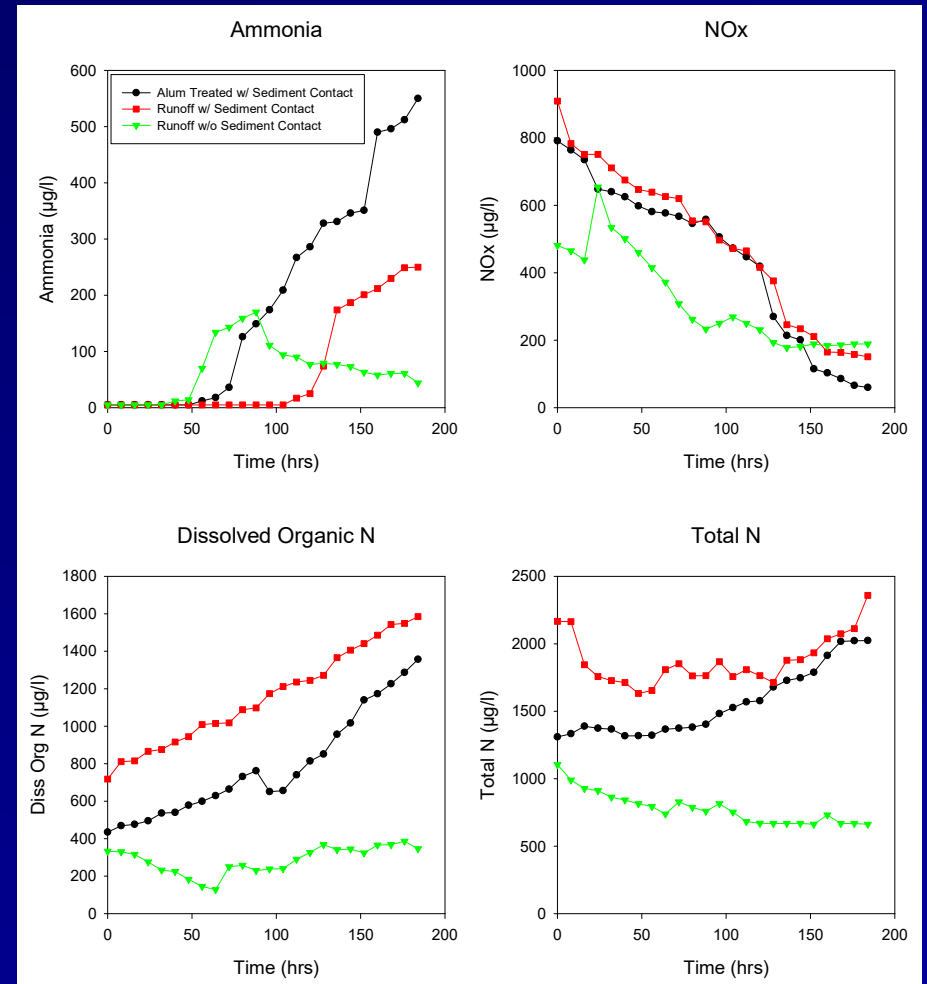 Ammonia
600
500
400
300
200
100
0
Ammonia (µg/l)
Alum Treated w/ Sediment Contact
Runoff w/ Sediment Contact
Runoff w/o Sediment Contact
0 50 100 150 200
Time (hrs)
NOx
1000
800
600
400
200
0
NOx (µg/l)
0 50 100 150 200
Time (hrs)
Dissolved Organic N
1800
1600
1400
1200
1000
800
600
400
200
0
Diss Org N (µg/l)
0 50 100 150 200
Time (hrs)
Total N
2500
2000
1500
1000
500
0
Total N (µg/l)
0 50 100 150 200
Time (hrs)